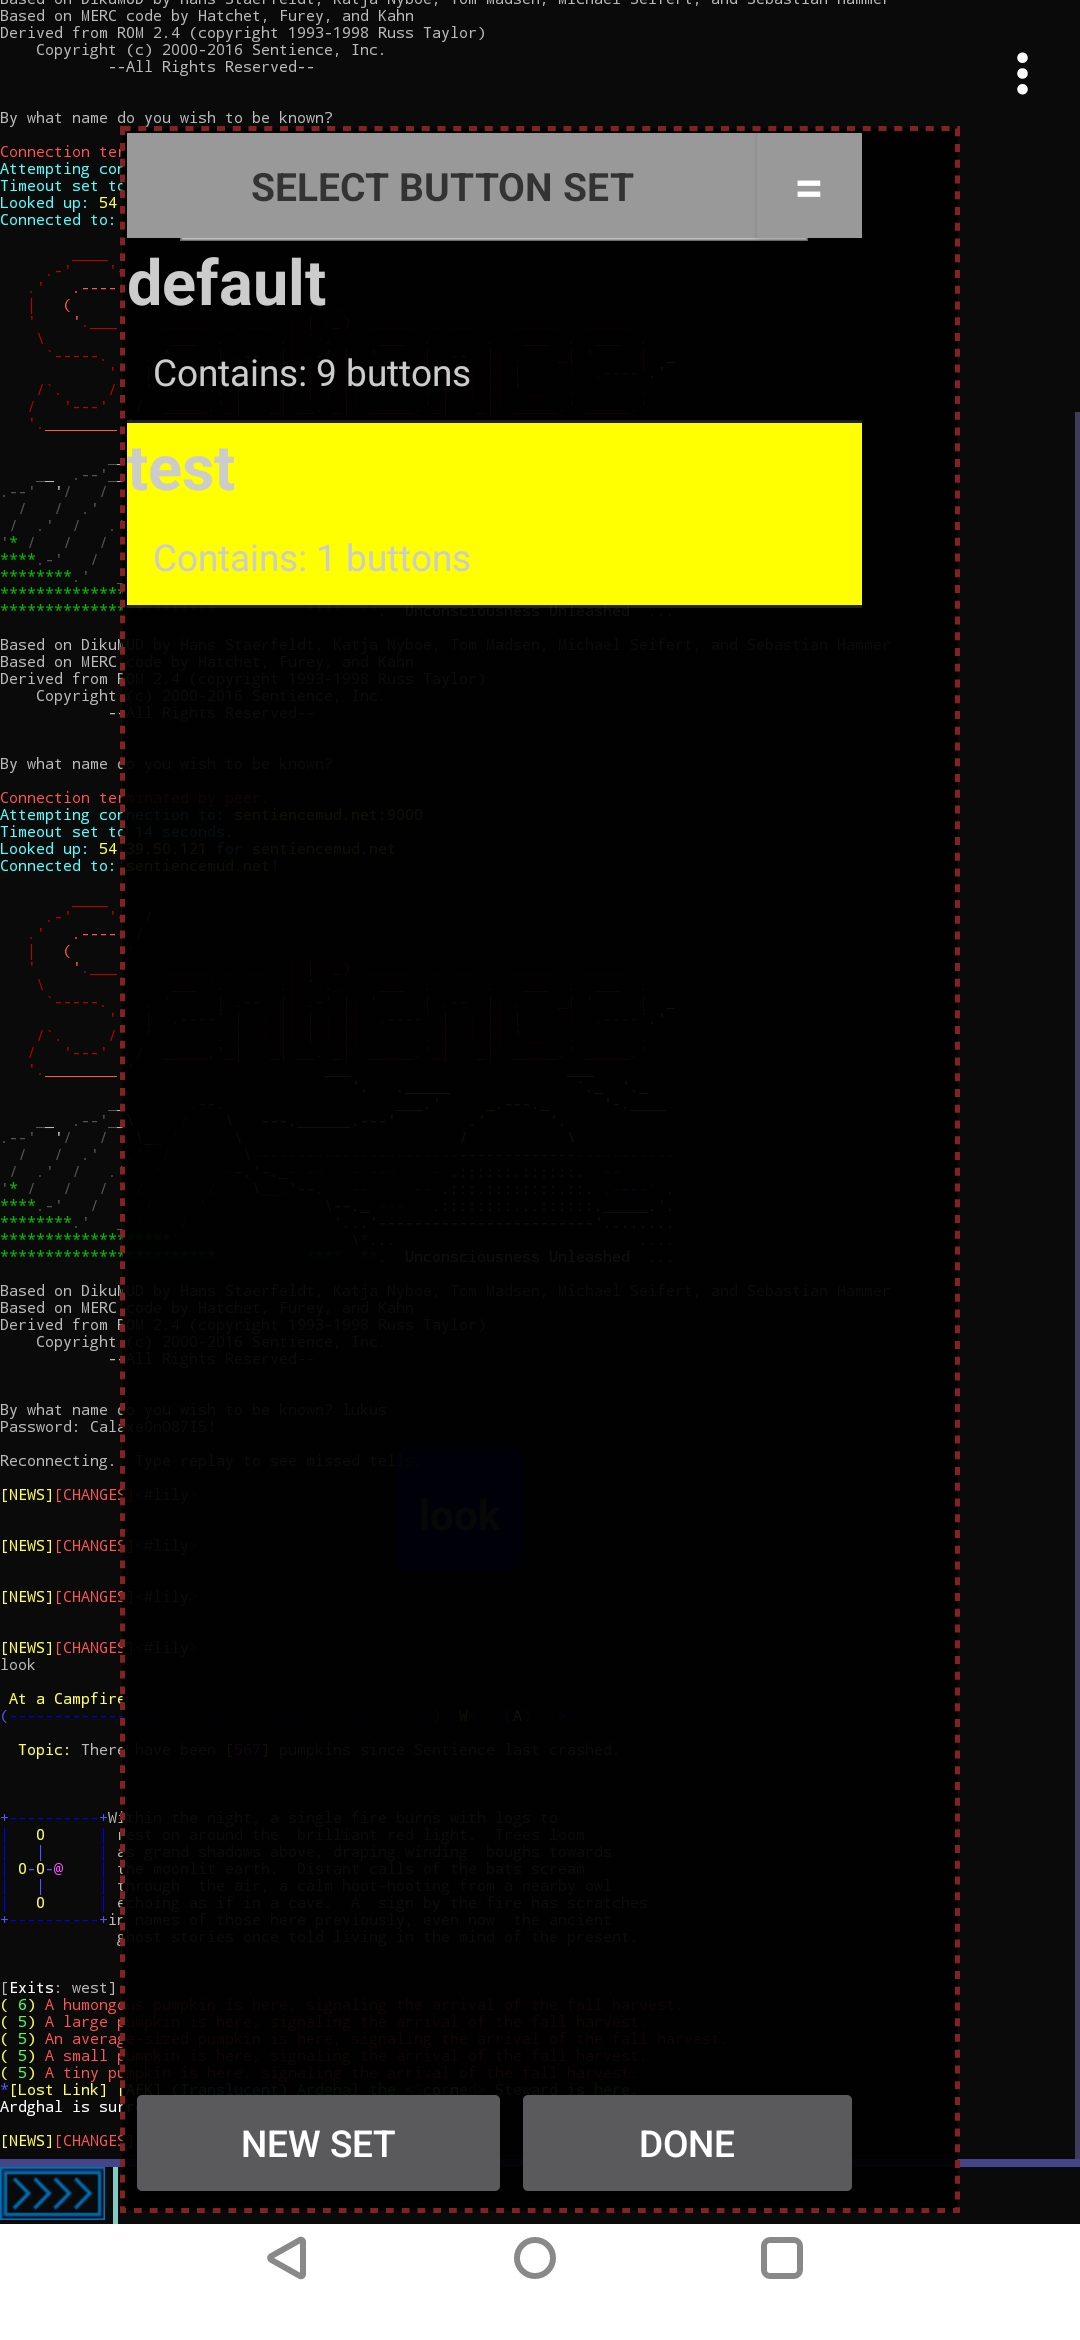 Based on DikuMUD by Hans Staerfeldt, Katja Nyboe, Tom Madsen, Michael Seifert, and Sebastian Hammer
Based on MERC code by Hatchet, Furey, and Kahn
Derived from ROM 2.4 (copyright 1993-1998 Russ Taylor)
Copyright (c) 2000-2016 Sentience, Inc.
--All Rights Reserved--
By what name do you wish to be known?
Connection
Attempting
Timeout set
Looked up: 54
Connected to:
SELECT BUTTON SET =
default
Contains: 9 buttons
test
Contains: 1 buttons
Unconsciousness Unleashed
Based on DikuMUD by Hans Staerfeldt, Katja Nyboe, Tom Madsen, Michael Seifert, and Sebastian Hammer
Based on MERC code by Hatchet, Furey, and Kahn
Derived from ROM 2.4 (copyright 1993-1998 Russ Taylor)
Copyright (c) 2000-2016 Sentience, Inc.
--All Rights Reserved--
By what name do you wish to be known?
Connection terminated by peer.
Attempting connection to: sentiencemud.net:9000
Timeout set to 14 seconds.
Looked up: 54.39.50.121 for sentiencemud.net
Connected to: sentiencemud.net!
Unconsciousness Unleashed ...
Based on DikuMUD by Hans Staerfeldt, Katja Nyboe, Tom Madsen, Michael Seifert, and Sebastian Hammer
Based on MERC code by Hatchet, Furey, and Kahn
Derived from ROM 2.4 (copyright 1993-1998 Russ Taylor)
Copyright (c) 2000-2016 Sentience, Inc.
--All Rights Reserved--
By what name do you wish to be known? lukus
Password:
Reconnecting. Type replay to see missed tells
[NEWS][CHANGES] #lily
look
[NEWS][CHANGES] #lily
[NEWS][CHANGES] #lily
[NEWS][CHANGES] #lily
look
At a Campfire
W A:
Topic: There have been [567] pumpkins since Sentience last crashed.
Within the night, a single fire burns with logs to
rest on around the brilliant red light. Trees loom
as grand shadows above, draping winding boughs towards
the moonlit earth. Distant calls of the bats scream
through the air, a calm hoot-hooting from a nearby owl
echoing as if in a cave. A sign by the fire has scratches
in names of those here previously, even now the ancient
ghost stories once told living in the mind of the present.
[Exits: west]
( 6) A humongous pumpkin is here, signaling the arrival of the fall harvest.
( 5) A large pumpkin is here, signaling the arrival of the fall harvest
( 5) An average-sized pumpkin is here, signaling the arrival of the fall harvest
( 5) A small pumpkin is here, signaling the arrival of the fall harvest
( 5) A tiny pumpkin is here, signaling the arrival of the fall harvest
*[Lost Link] [AFK] (Translucent) Ardghal the Steward is here.
Ardghal is
[NEWS][CHANGES
NEW SET DONE